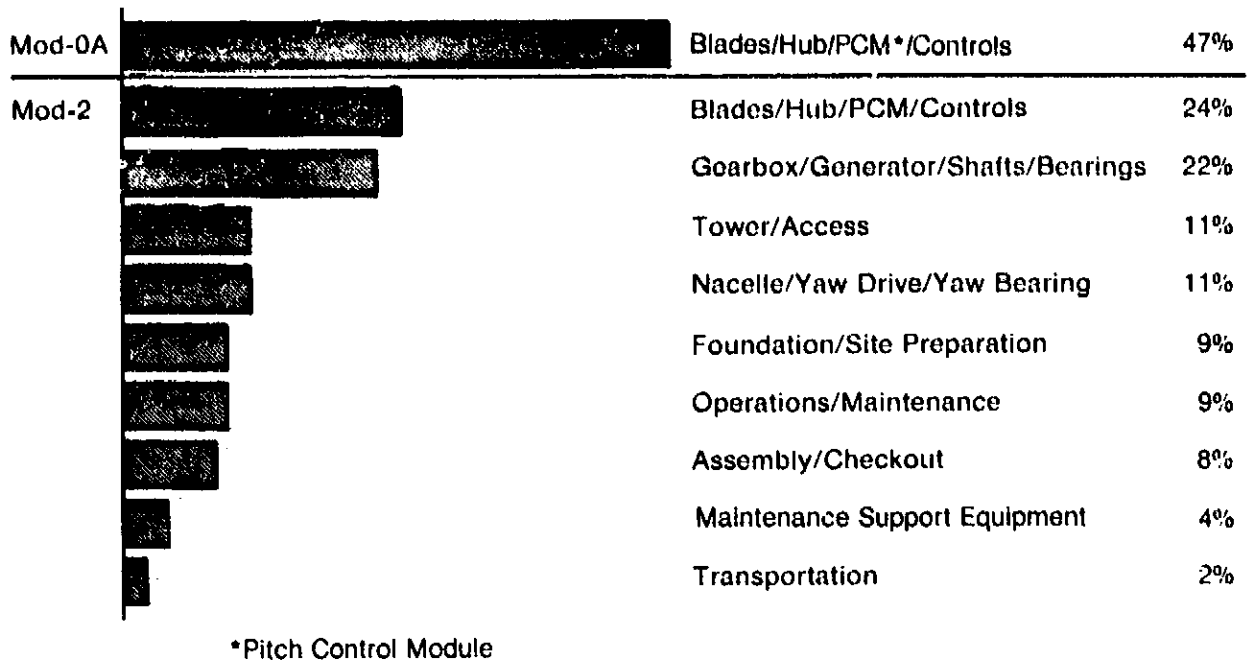 Mod-0A Blades/Hub/PCM*/Controls 47%
Mod-2 Blades/Hub/PCM/Controls 24%
Gearbox/Generator/Shafts/Bearings 22%
Tower/Access 11%
Nacelle/Yaw Drive/Yaw Bearing 11%
Foundation/Site Preparation 9%
Operations/Maintenance 9%
Assembly/Checkout 8%
Maintenance Support Equipment 4%
Transportation 2%
*Pitch Control Module